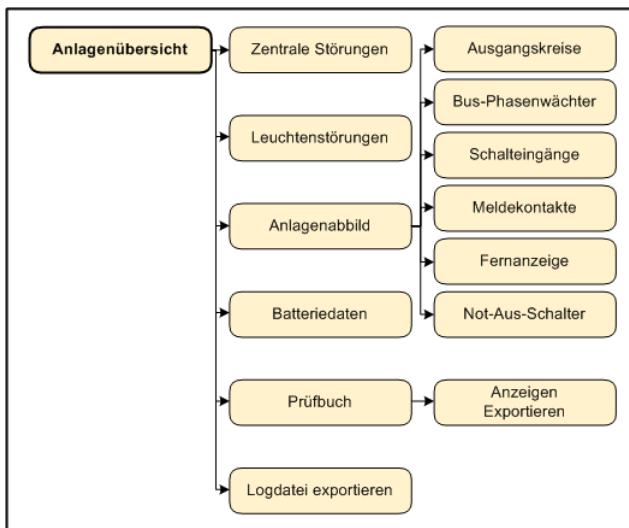 Anlagenübersicht
Zentrale Störungen
Leuchtenstörungen
Anlagenabbild
Batteriedaten
Prüfbuch
Logdatei exportieren
Ausgangskreise
Bus-Phasenwächter
Schalteingänge
Meldekontakte
Fernanzeige
Not-Aus-Schalter
Anzeigen
Exportieren